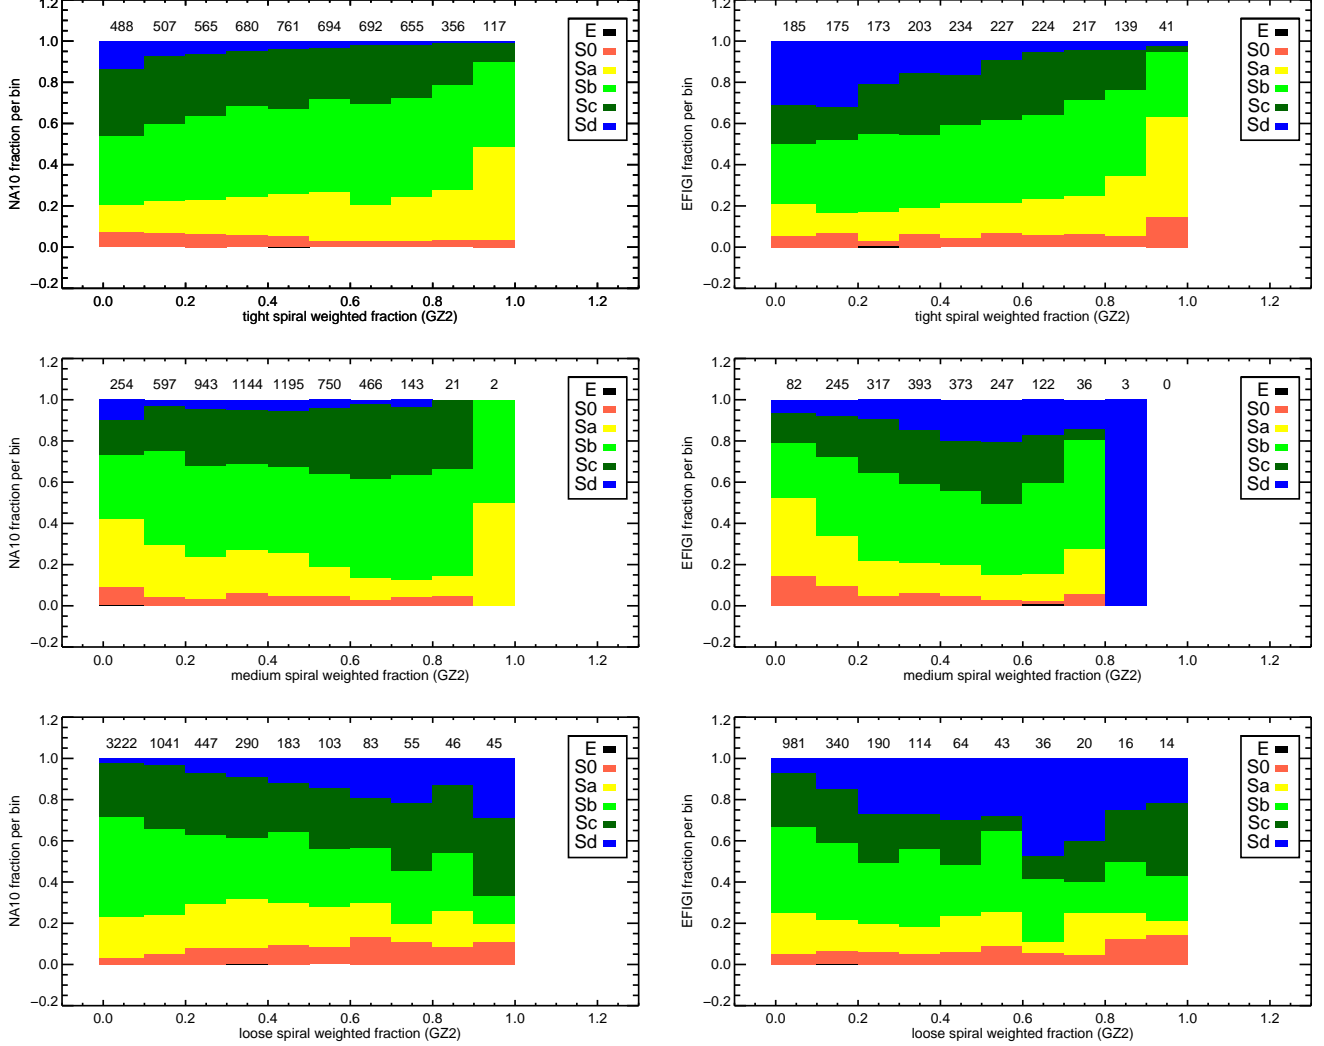 1.2
488 507 565 680 761 694 692 655 356 117
1.0
0.8
0.6
0.4
0.2
0.0
−0.2
NA10 fraction per bin
0.0 0.2 0.4 0.6 0.8 1.0 1.2
tight spiral weighted fraction (GZ2)
E
S0
Sa
Sb
Sc
Sd
1.2
185 175 173 203 234 227 224 217 139 41
1.0
0.8
0.6
0.4
0.2
0.0
−0.2
EFIGI fraction per bin
0.0 0.2 0.4 0.6 0.8 1.0 1.2
tight spiral weighted fraction (GZ2)
E
S0
Sa
Sb
Sc
Sd
1.2
254 597 943 1144 1195 750 466 143 21 2
1.0
0.8
0.6
0.4
0.2
0.0
−0.2
NA10 fraction per bin
0.0 0.2 0.4 0.6 0.8 1.0 1.2
medium spiral weighted fraction (GZ2)
E
S0
Sa
Sb
Sc
Sd
1.2
82 245 317 393 373 247 122 36 3 0
1.0
0.8
0.6
0.4
0.2
0.0
−0.2
EFIGI fraction per bin
0.0 0.2 0.4 0.6 0.8 1.0 1.2
medium spiral weighted fraction (GZ2)
E
S0
Sa
Sb
Sc
Sd
1.2
3222 1041 447 290 183 103 83 55 46 45
1.0
0.8
0.6
0.4
0.2
0.0
−0.2
NA10 fraction per bin
0.0 0.2 0.4 0.6 0.8 1.0 1.2
loose spiral weighted fraction (GZ2)
E
S0
Sa
Sb
Sc
Sd
1.2
981 340 190 114 64 43 36 20 16 14
1.0
0.8
0.6
0.4
0.2
0.0
−0.2
EFIGI fraction per bin
0.0 0.2 0.4 0.6 0.8 1.0 1.2
loose spiral weighted fraction (GZ2)
E
S0
Sa
Sb
Sc
Sd